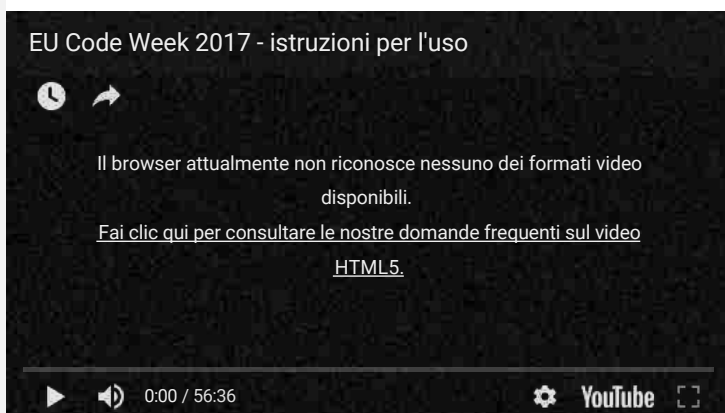 EU Code Week 2017 - istruzioni per l'uso
Il browser attualmente non riconosce nessuno dei formati video
disponibili.
Fai clic qui per consultare le nostre domande frequenti sul video
HTML5.
0:00 / 56:36 YouTube